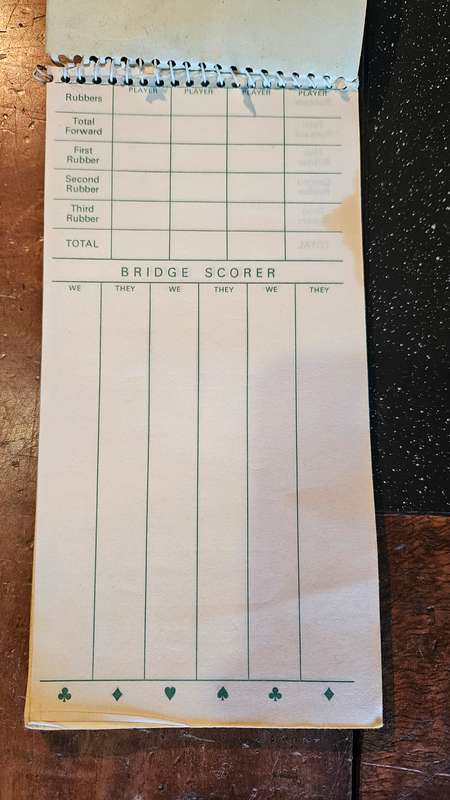 PLAYER PLAYER PLAYER PLAYER
Rubbers
Total
Forward
First
Rubber
Second
Rubber
Third
Rubber
TOTAL
BRIDGE SCORER
WE THEY WE THEY WE THEY